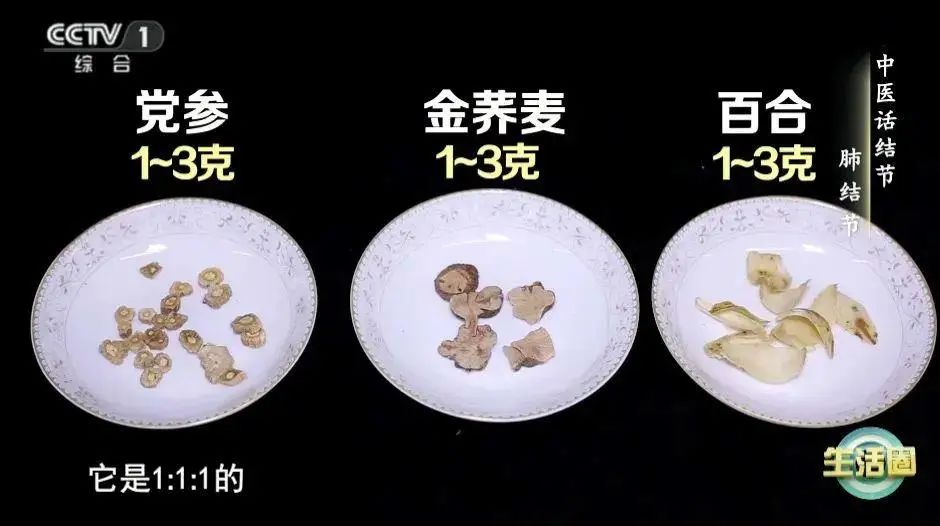 CCTV 1
综合
党参
1~3克
金荞麦
1~3克
百合
1~3克
中医话结节
肺结节
它是1:1:1的
生活圈